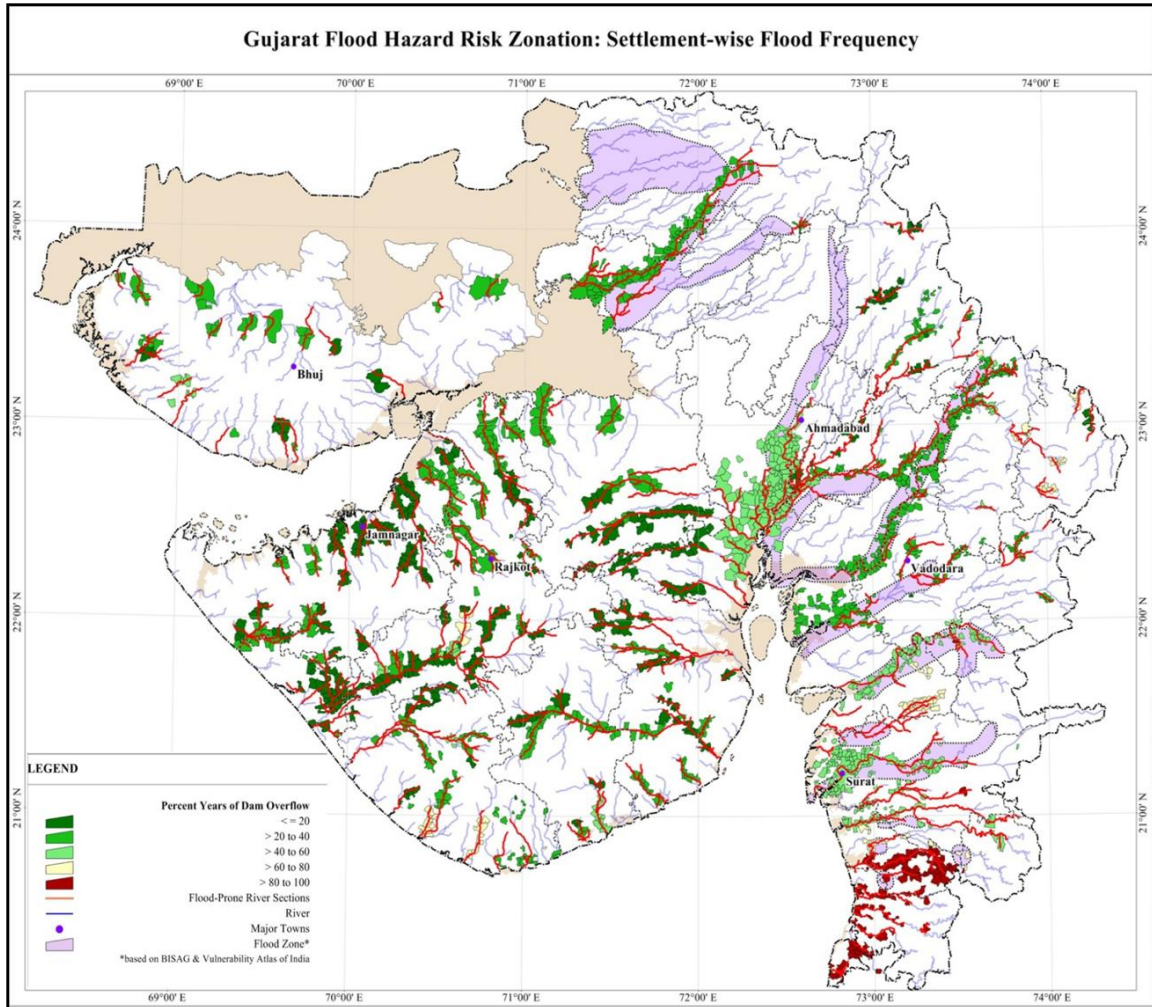 Gujarat Flood Hazard Risk Zonation: Settlement-wise Flood Frequency
69°00' E 70°00' E 71°00' E 72°00' E 73°00' E 74°00' E
24°00' N 24°00' N
Bhuj
23°00' N 23°00' N
Ahmadabad
Jamnagar
Rajkot
Vadodara
22°00' N 22°00' N
Surat
21°00' N 21°00' N
LEGEND
Percent Years of Dam Overflow
< = 20
> 20 to 40
> 40 to 60
> 60 to 80
> 80 to 100
Flood-Prone River Sections
River
Major Towns
Flood Zone*
*based on BISAG & Vulnerability Atlas of India
69°00' E 70°00' E 71°00' E 72°00' E 73°00' E 74°00' E